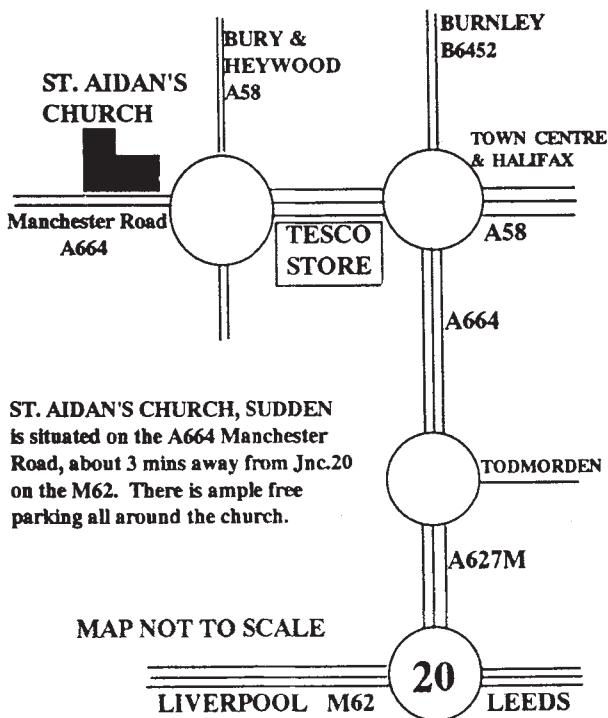 BURY &
HEYWOOD
A58
BURNLEY
B6452
ST. AIDAN'S
CHURCH
TOWN CENTRE
& HALIFAX
Manchester Road
A664
TESCO
STORE
A58
A664
ST. AIDAN'S CHURCH, SUDDEN
is situated on the A664 Manchester
Road, about 3 mins away from Jnc.20
on the M62. There is ample free
parking all around the church.
TODMORDEN
A627M
MAP NOT TO SCALE
20
LIVERPOOL M62
LEEDS